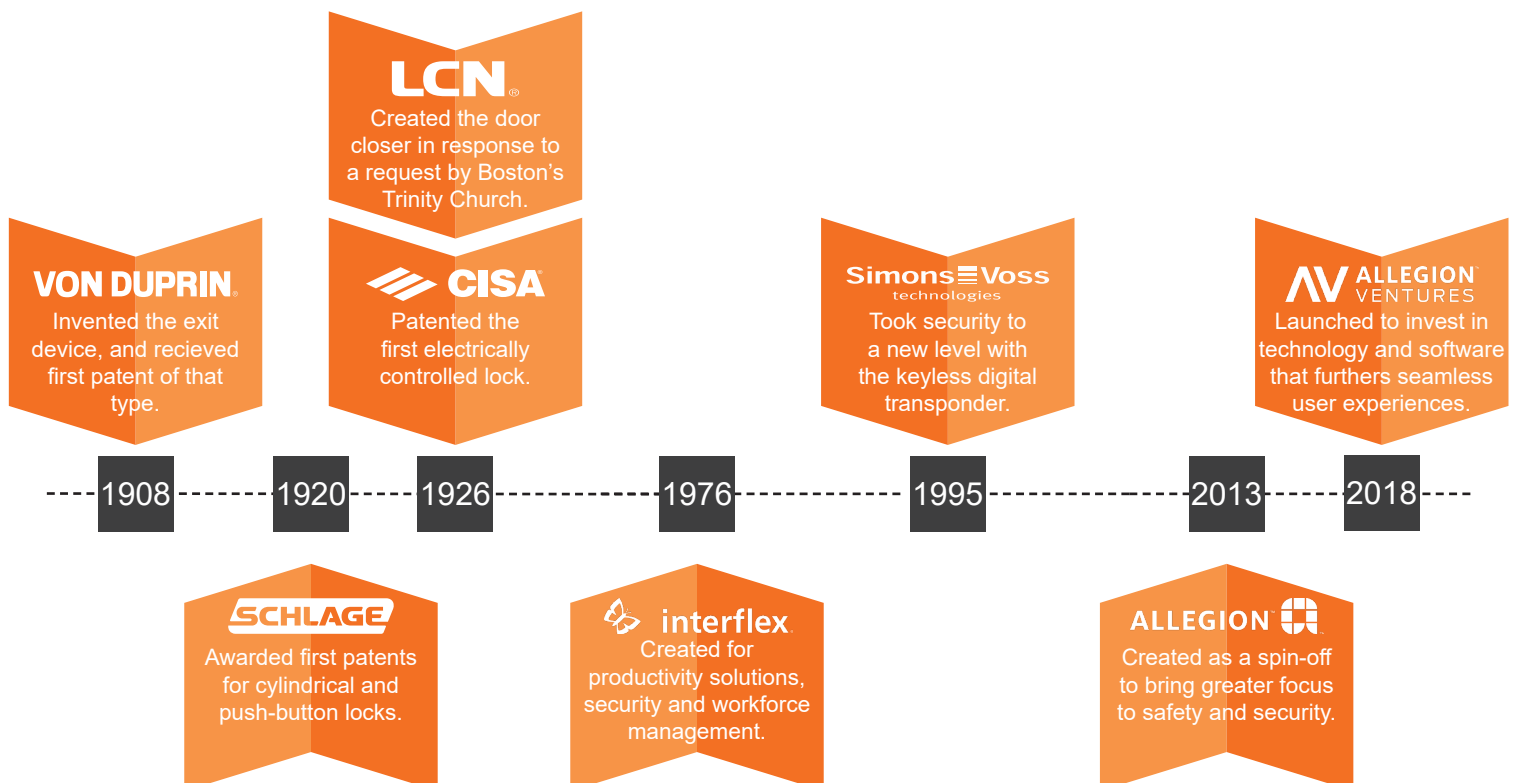 LCN®
Created the door
closer in response to
a request by Boston’s
Trinity Church.
VON DUPRIN®
Invented the exit
device, and recieved
first patent of that
type.
CISA®
Patented the
first electrically
controlled lock.
Simons Voss
technologies
Took security to
a new level with
the keyless digital
transponder.
AV ALLEGION™
VENTURES
Launched to invest in
technology and software
that furthers seamless
user experiences.
1908
1920
1926
1976
1995
2013
2018
SCHLAGE
Awarded first patents
for cylindrical and
push-button locks.
interflex
Created for
productivity solutions,
security and workforce
management.
ALLEGION™
Created as a spin-off
to bring greater focus
to safety and security.